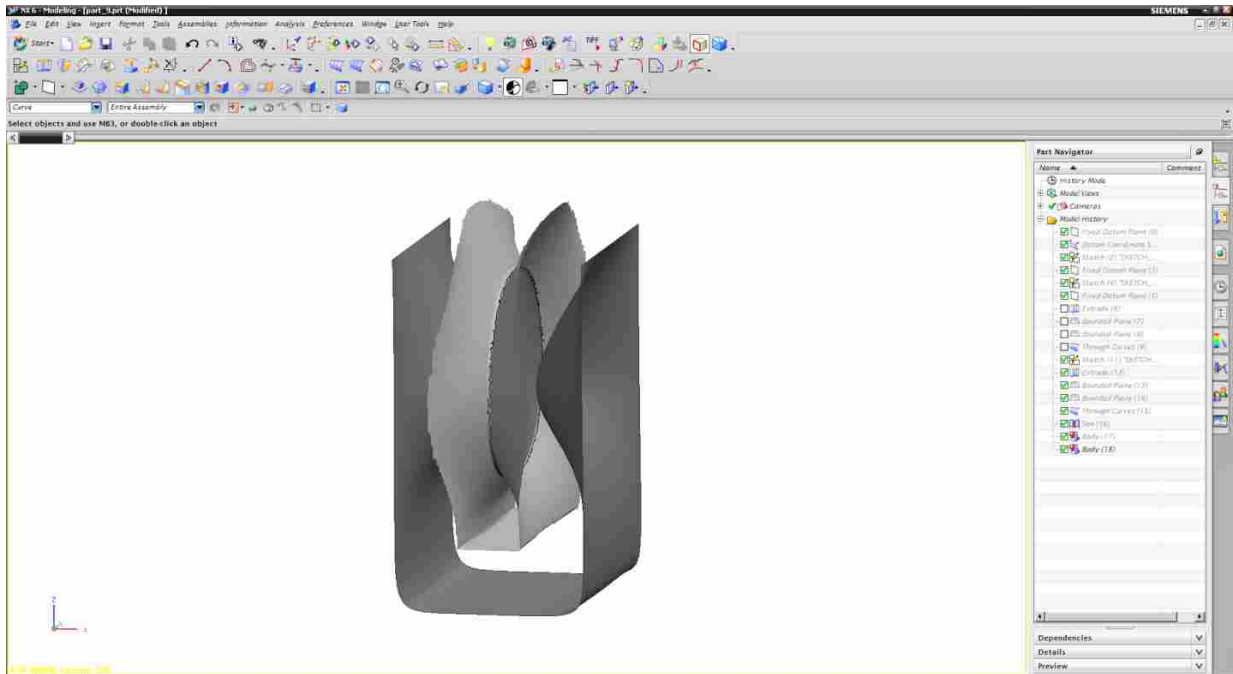 NX 6 - Modeling - [part_9.prt (Modified) ]
SIEMENS
File Edit View Insert Format Tools Assemblies Information Analysis Preferences Window User Tools Help
Start
Curve
Entire Assembly
Select objects and use MB3, or double-click an object
Part Navigator
Name
Comment
History Mode
Model Views
Cameras
Model History
Fixed Datum Plane (0)
Datum Coordinate S...
Sketch (2) "SKETCH_...
Fixed Datum Plane (3)
Sketch (4) "SKETCH_...
Fixed Datum Plane (5)
Extrude (6)
Bounded Plane (7)
Bounded Plane (8)
Through Curves (9)
Sketch (11) "SKETCH...
Extrude (12)
Bounded Plane (13)
Bounded Plane (14)
Through Curves (15)
Sew (16)
Body (17)
Body (18)
Z
X
Dependencies
Details
Preview